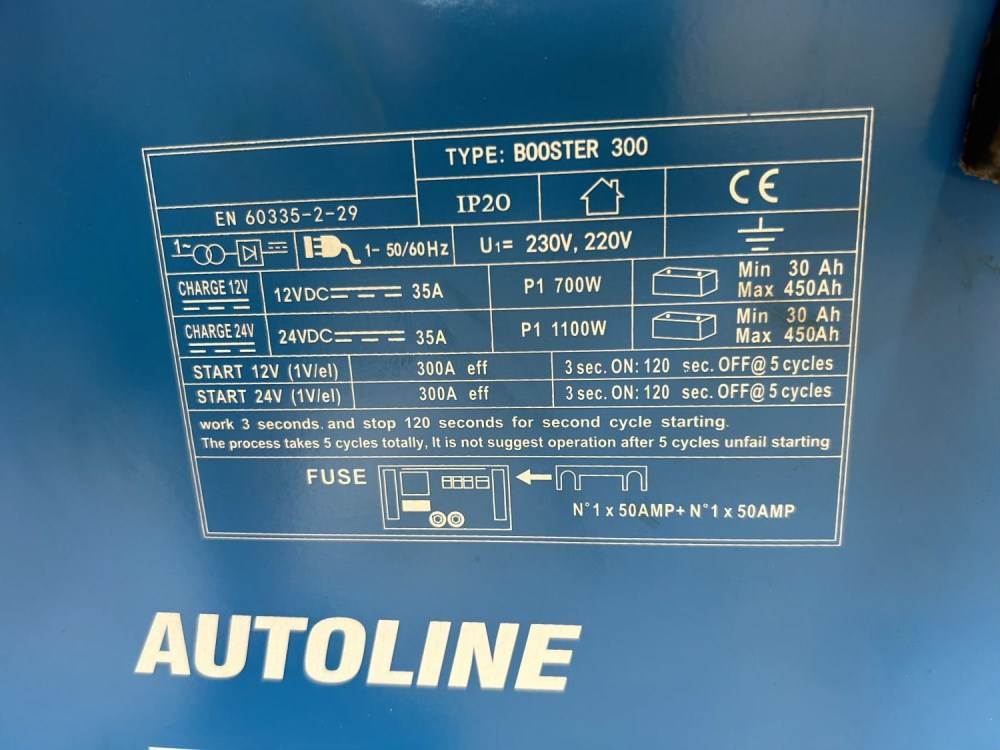 TYPE: BOOSTER 300
EN 60335-2-29
IP20
CE
1~
1~ 50/60Hz
U1= 230V, 220V
CHARGE 12V
12VDC
35A
P1 700W
Min 30 Ah
Max 450Ah
CHARGE 24V
24VDC
35A
P1 1100W
Min 30 Ah
Max 450Ah
START 12V (1V/el)
300A eff
3 sec. ON: 120 sec. OFF@ 5 cycles
START 24V (1V/el)
300A eff
3 sec. ON: 120 sec. OFF@ 5 cycles
work 3 seconds. and stop 120 seconds for second cycle starting.
The process takes 5 cycles totally, It is not suggest operation after 5 cycles unfail starting
FUSE
N°1 x 50AMP+ N°1 x 50AMP
AUTOLINE